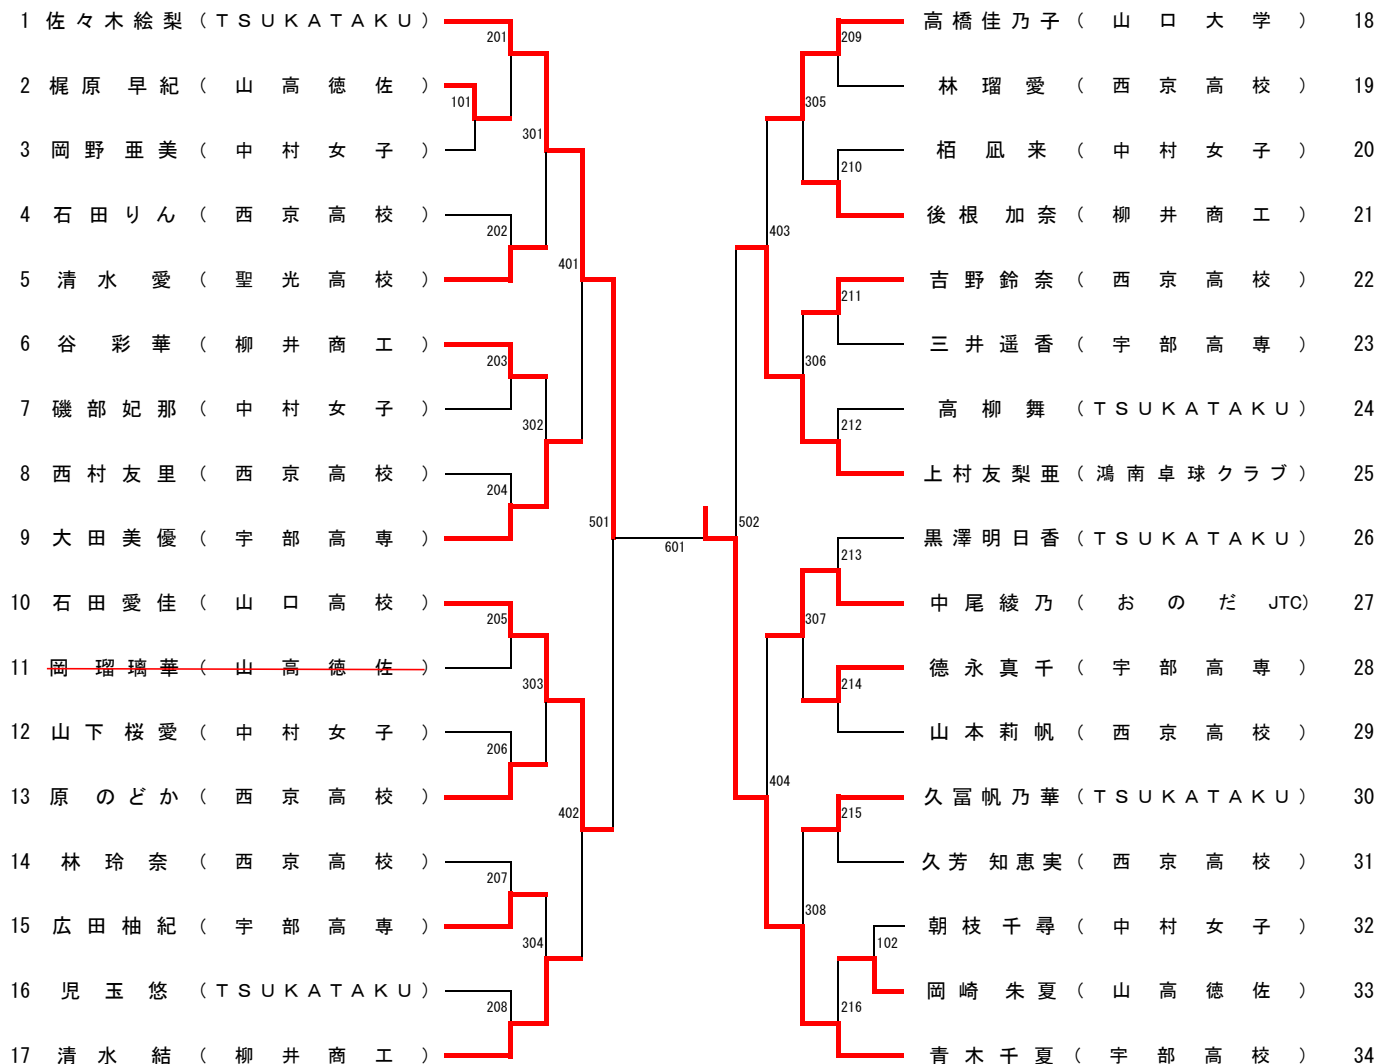 1 佐々木絵梨 (TSUKATAKU)
2 梶原 早紀 ( 山高徳佐 )
3 岡野亜美 ( 中村女子 )
4 石田りん ( 西京高校 )
5 清水 愛 ( 聖光高校 )
6 谷 彩華 ( 柳井商工 )
7 磯部妃那 ( 中村女子 )
8 西村友里 ( 西京高校 )
9 大田美優 ( 宇部高専 )
10 石田愛佳 ( 山口高校 )
11 岡 瑠璃華 ( 山高徳佐 )
12 山下桜愛 ( 中村女子 )
13 原 のどか ( 西京高校 )
14 林 玲奈 ( 西京高校 )
15 広田柚紀 ( 宇部高専 )
16 児玉 悠 (TSUKATAKU)
17 清水 結 ( 柳井商工 )
201
101
301
202
401
203
302
204
501
205
303
206
402
207
304
208
601
209
305
210
403
211
306
212
502
213
307
214
404
215
308
102
216
高橋佳乃子 ( 山口大学 ) 18
林 瑠愛 ( 西京高校 ) 19
栢 凪来 ( 中村女子 ) 20
後根 加奈 ( 柳井商工 ) 21
吉野鈴奈 ( 西京高校 ) 22
三井遥香 ( 宇部高専 ) 23
高柳 舞 (TSUKATAKU) 24
上村友梨亜 (鴻南卓球クラブ) 25
黒澤明日香 (TSUKATAKU) 26
中尾綾乃 ( おのだ JTC) 27
德永真千 ( 宇部高専 ) 28
山本莉帆 ( 西京高校 ) 29
久冨帆乃華 (TSUKATAKU) 30
久芳 知恵実 ( 西京高校 ) 31
朝枝千尋 ( 中村女子 ) 32
岡崎 朱夏 ( 山高徳佐 ) 33
青木千夏 ( 宇部高校 ) 34